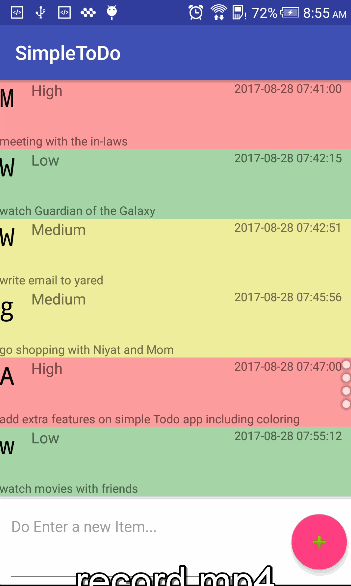 72% 8:55 AM
SimpleToDo
M High 2017-08-28 07:41:00
meeting with the in-laws
W Low 2017-08-28 07:42:15
watch Guardian of the Galaxy
W Medium 2017-08-28 07:42:51
write email to yared
g Medium 2017-08-28 07:45:56
go shopping with Niyat and Mom
A High 2017-08-28 07:47:00
add extra features on simple Todo app including coloring
w Low 2017-08-28 07:55:12
watch movies with friends
Do Enter a new Item...
+
record.mp4